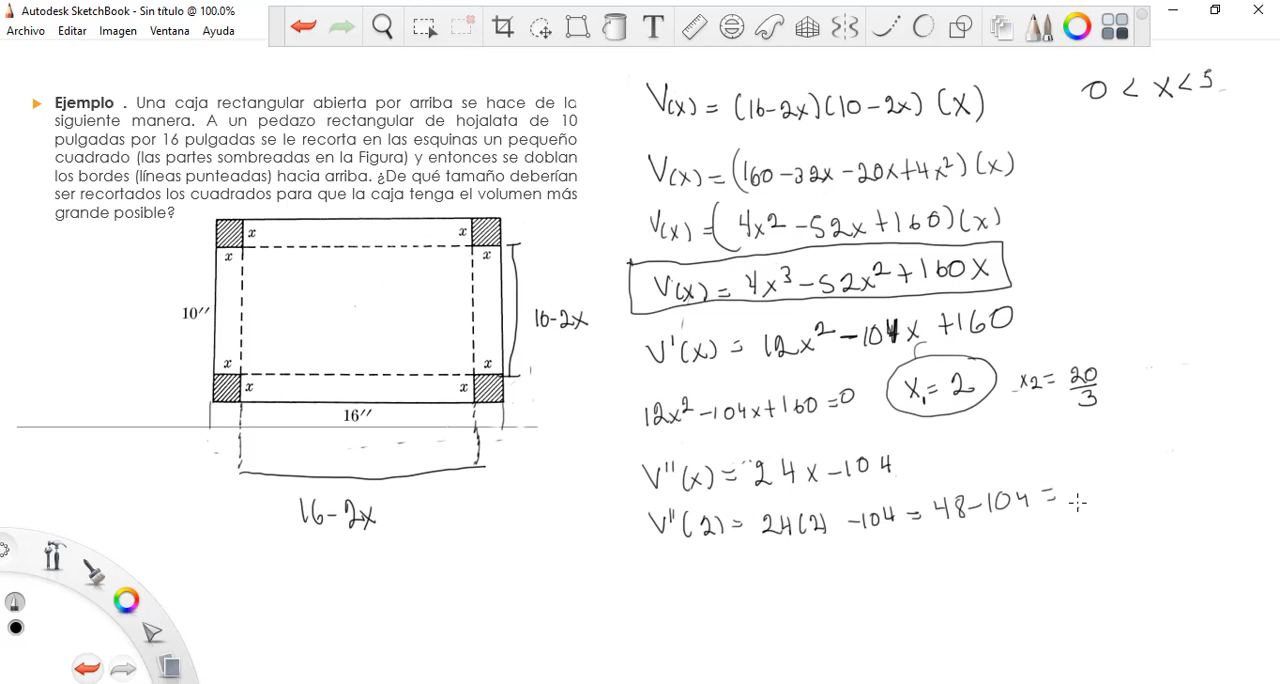 Autodesk SketchBook - Sin título @ 100.0%
Archivo Editar Imagen Ventana Ayuda
Ejemplo . Una caja rectangular abierta por arriba se hace de la
siguiente manera. A un pedazo rectangular de hojalata de 10
pulgadas por 16 pulgadas se le recorta en las esquinas un pequeño
cuadrado (las partes sombreadas en la Figura) y entonces se doblan
los bordes (líneas punteadas) hacia arriba. ¿De qué tamaño deberían
ser recortados los cuadrados para que la caja tenga el volumen más
grande posible?
x x
x x
10′′
16-2x
x x
x x
16′′
16-2x
V(x) = (16-2x)(10-2x)(x)
0 < x < 5
V(x) = (160-32x-20x+4x²)(x)
V(x) = (4x²-52x+160)(x)
V(x) = 4x³-52x²+160x
V'(x) = 12x²-104x+160
12x²-104x+160=0
x₁=2
x2=20/3
V''(x) = 24x-104
V''(2) = 24(2)-104 = 48-104 =